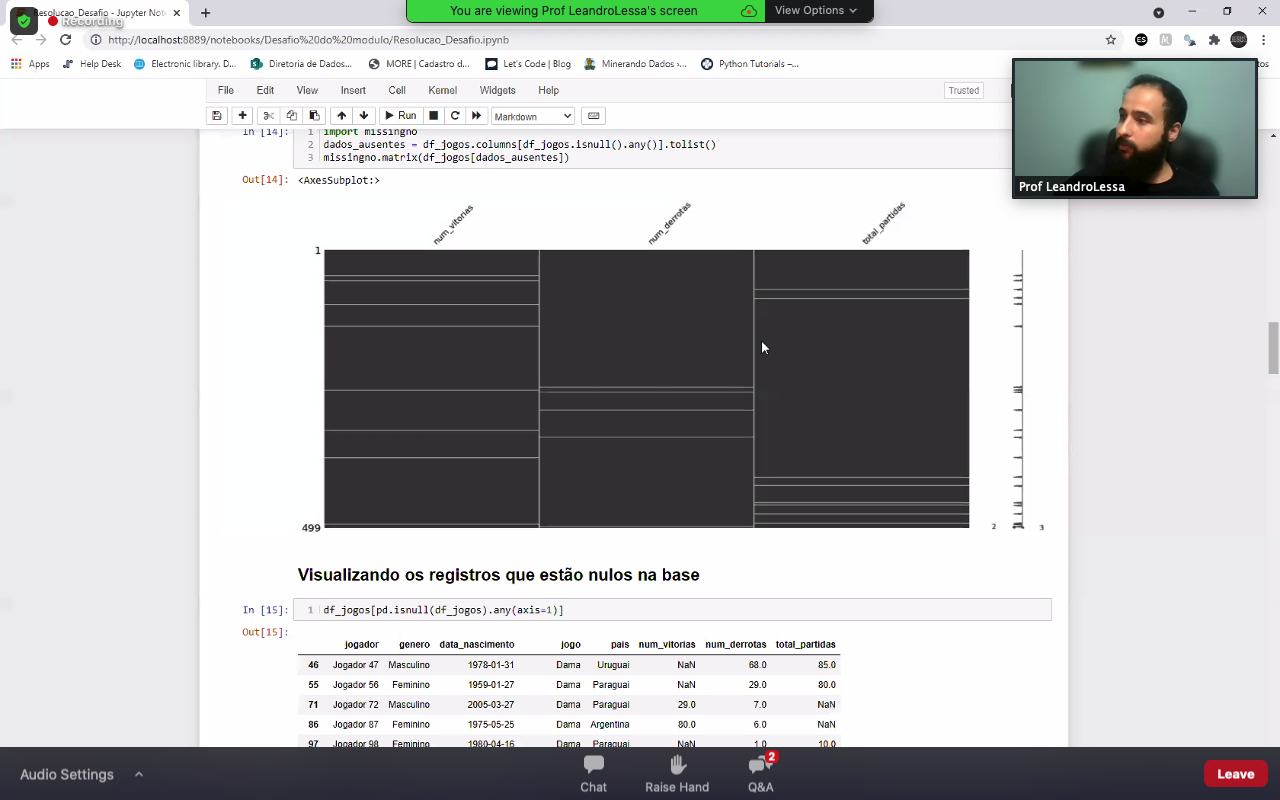 Resolucao_Desafio - Jupyter Not
Recording
You are viewing Prof LeandroLessa's screen
View Options
http://localhost:8889/notebooks/Desafio%20do%20modulo/Resolucao_Desafio.ipynb
Apps
Help Desk
Electronic library. D...
Diretoria de Dados...
MORE | Cadastro d...
Let's Code | Blog
Minerando Dados ›...
Python Tutorials –...
File
Edit
View
Insert
Cell
Kernel
Widgets
Help
Trusted
Run
Markdown
Prof LeandroLessa
In [14]:
1 import missingno
2 dados_ausentes = df_jogos.columns[df_jogos.isnull().any()].tolist()
3 missingno.matrix(df_jogos[dados_ausentes])
Out[14]: <AxesSubplot:>
num_vitorias
num_derrotas
total_partidas
1
499
2
3
Visualizando os registros que estão nulos na base
In [15]:
1 df_jogos[pd.isnull(df_jogos).any(axis=1)]
Out[15]:
jogador genero data_nascimento jogo pais num_vitorias num_derrotas total_partidas
46 Jogador 47 Masculino 1978-01-31 Dama Uruguai NaN 68.0 85.0
55 Jogador 56 Feminino 1959-01-27 Dama Paraguai NaN 29.0 80.0
71 Jogador 72 Masculino 2005-03-27 Dama Paraguai 29.0 7.0 NaN
86 Jogador 87 Feminino 1975-05-25 Dama Argentina 80.0 6.0 NaN
97 Jogador 98 Feminino 1980-04-16 Dama Paraguai NaN 1.0 10.0
Audio Settings
Chat
Raise Hand
2
Q&A
Leave